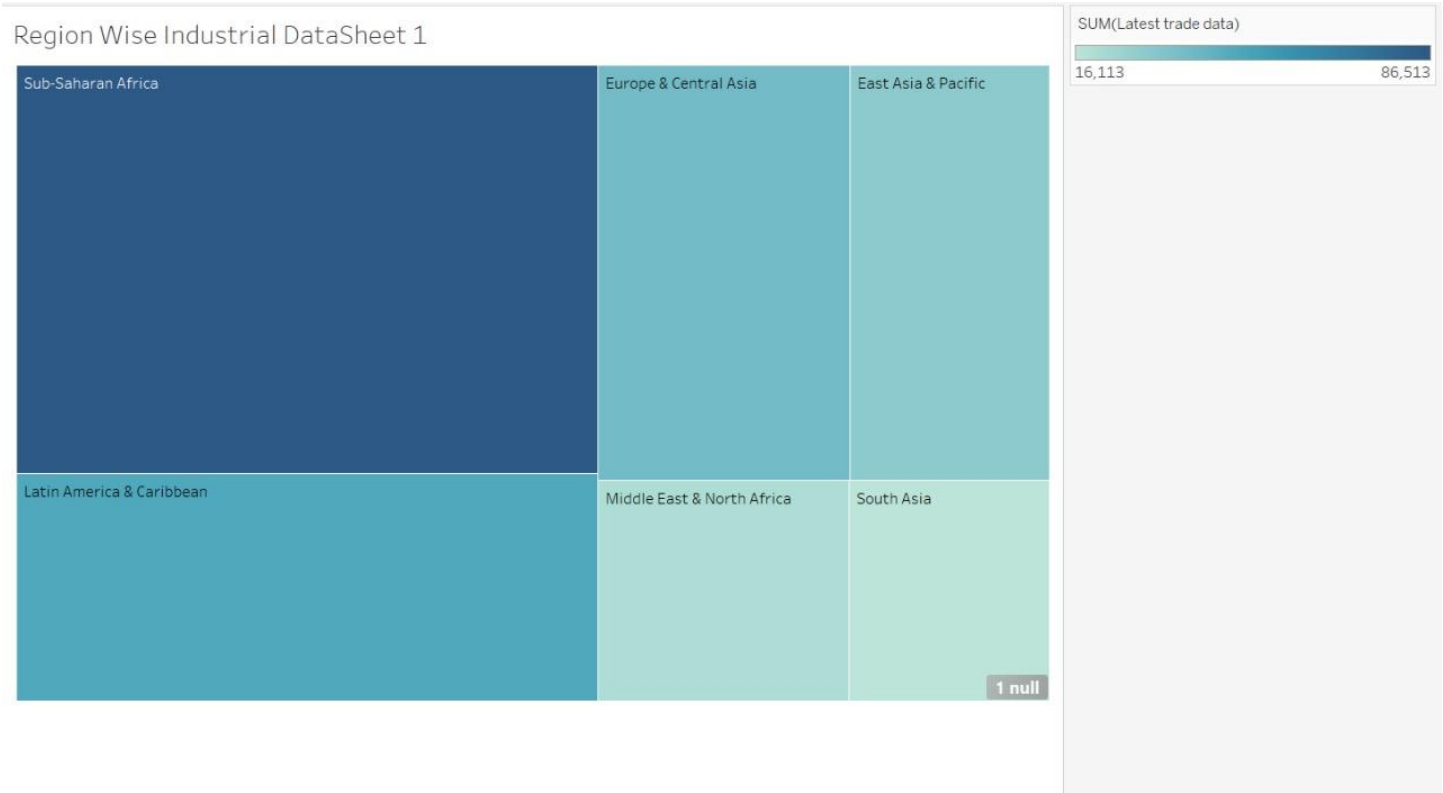 Region Wise Industrial DataSheet 1
Sub-Saharan Africa
Europe & Central Asia
East Asia & Pacific
Latin America & Caribbean
Middle East & North Africa
South Asia
1 null
SUM(Latest trade data)
16,113
86,513